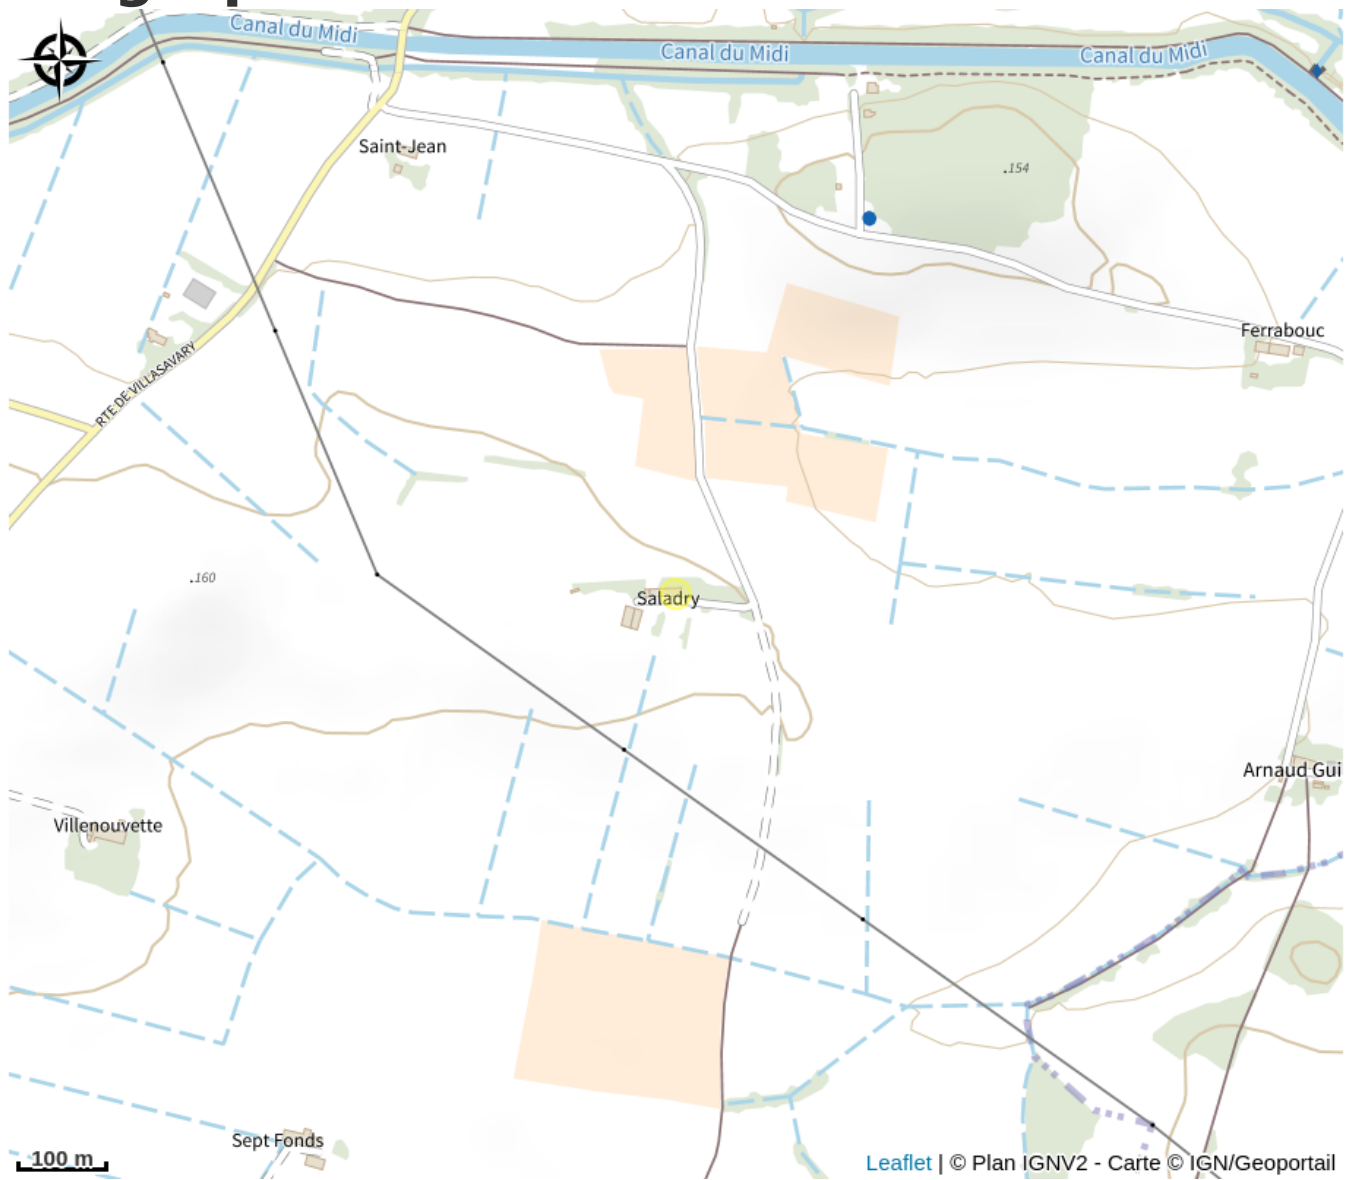 Canal du Midi
Canal du Midi
Canal du Midi
Saint-Jean
.154
Ferrabouc
RTE DE VILLASAVARY
.160
Saladry
Arnaud Gui
Villenouvette
Sept Fonds
100 m
Leaflet | © Plan IGNV2 - Carte © IGN/Geoportail